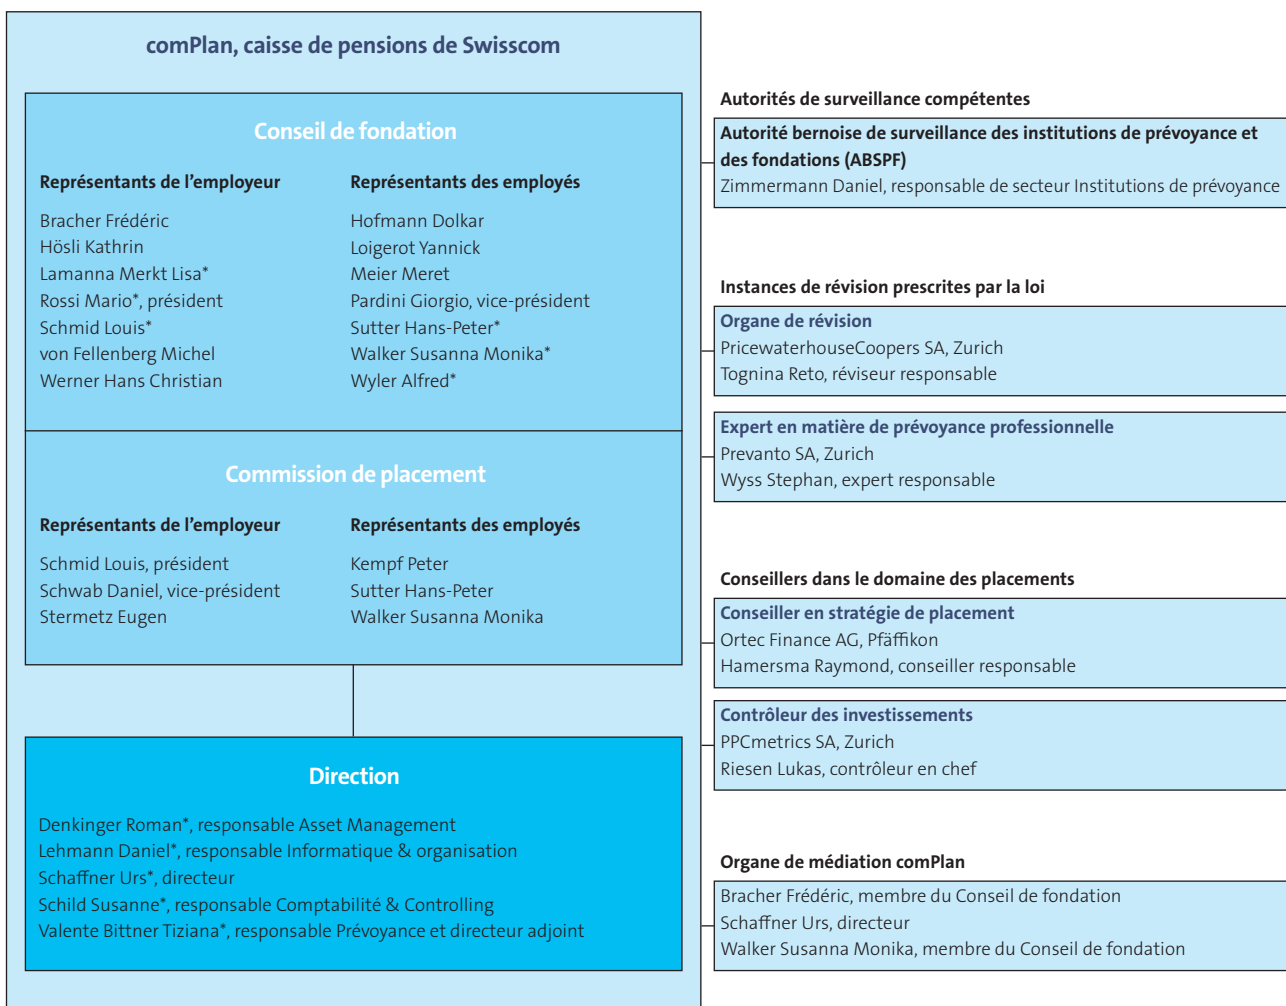 comPlan, caisse de pensions de Swisscom
Conseil de fondation
Représentants de l’employeur
Bracher Frédéric
Hösli Kathrin
Lamanna Merkt Lisa*
Rossi Mario*, président
Schmid Louis*
von Fellenberg Michel
Werner Hans Christian
Représentants des employés
Hofmann Dolkar
Loigerot Yannick
Meier Meret
Pardini Giorgio, vice-président
Sutter Hans-Peter*
Walker Susanna Monika*
Wyler Alfred*
Commission de placement
Représentants de l’employeur
Schmid Louis, président
Schwab Daniel, vice-président
Stermetz Eugen
Représentants des employés
Kempf Peter
Sutter Hans-Peter
Walker Susanna Monika
Direction
Denkinger Roman*, responsable Asset Management
Lehmann Daniel*, responsable Informatique & organisation
Schaffner Urs*, directeur
Schild Susanne*, responsable Comptabilité & Controlling
Valente Bittner Tiziana*, responsable Prévoyance et directeur adjoint
Autorités de surveillance compétentes
Autorité bernoise de surveillance des institutions de prévoyance et
des fondations (ABSPF)
Zimmermann Daniel, responsable de secteur Institutions de prévoyance
Instances de révision prescrites par la loi
Organe de révision
PricewaterhouseCoopers SA, Zurich
Tognina Reto, réviseur responsable
Expert en matière de prévoyance professionnelle
Prevanto SA, Zurich
Wyss Stephan, expert responsable
Conseillers dans le domaine des placements
Conseiller en stratégie de placement
Ortec Finance AG, Pfäffikon
Hamersma Raymond, conseiller responsable
Contrôleur des investissements
PPCmetrics SA, Zurich
Riesen Lukas, contrôleur en chef
Organe de médiation comPlan
Bracher Frédéric, membre du Conseil de fondation
Schaffner Urs, directeur
Walker Susanna Monika, membre du Conseil de fondation